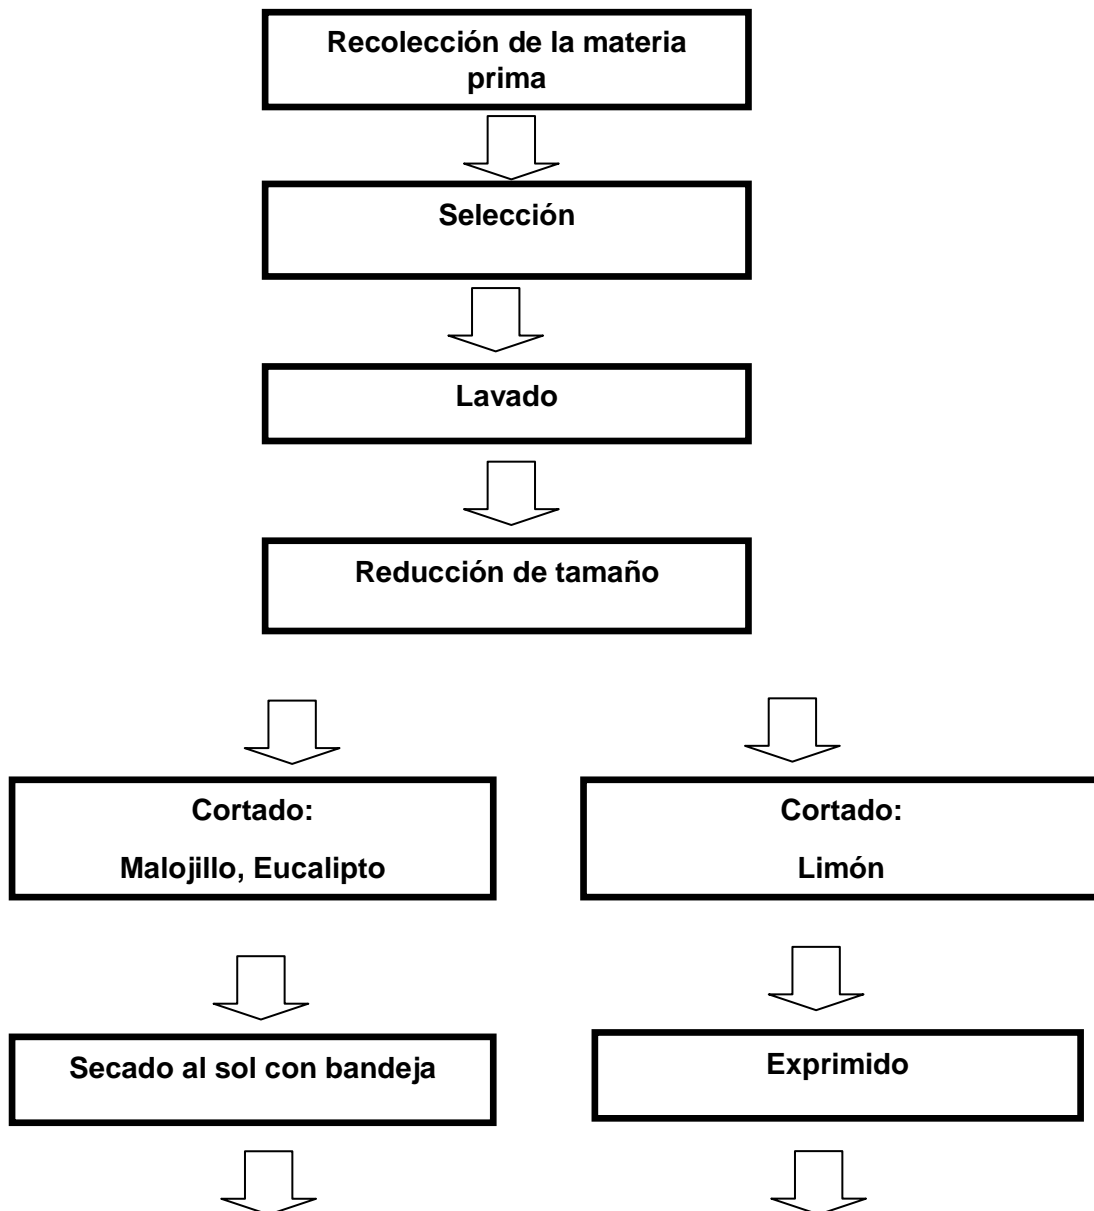 Recolección de la materia
prima
Selección
Lavado
Reducción de tamaño
Cortado:
Malojillo, Eucalipto
Cortado:
Limón
Secado al sol con bandeja
Exprimido